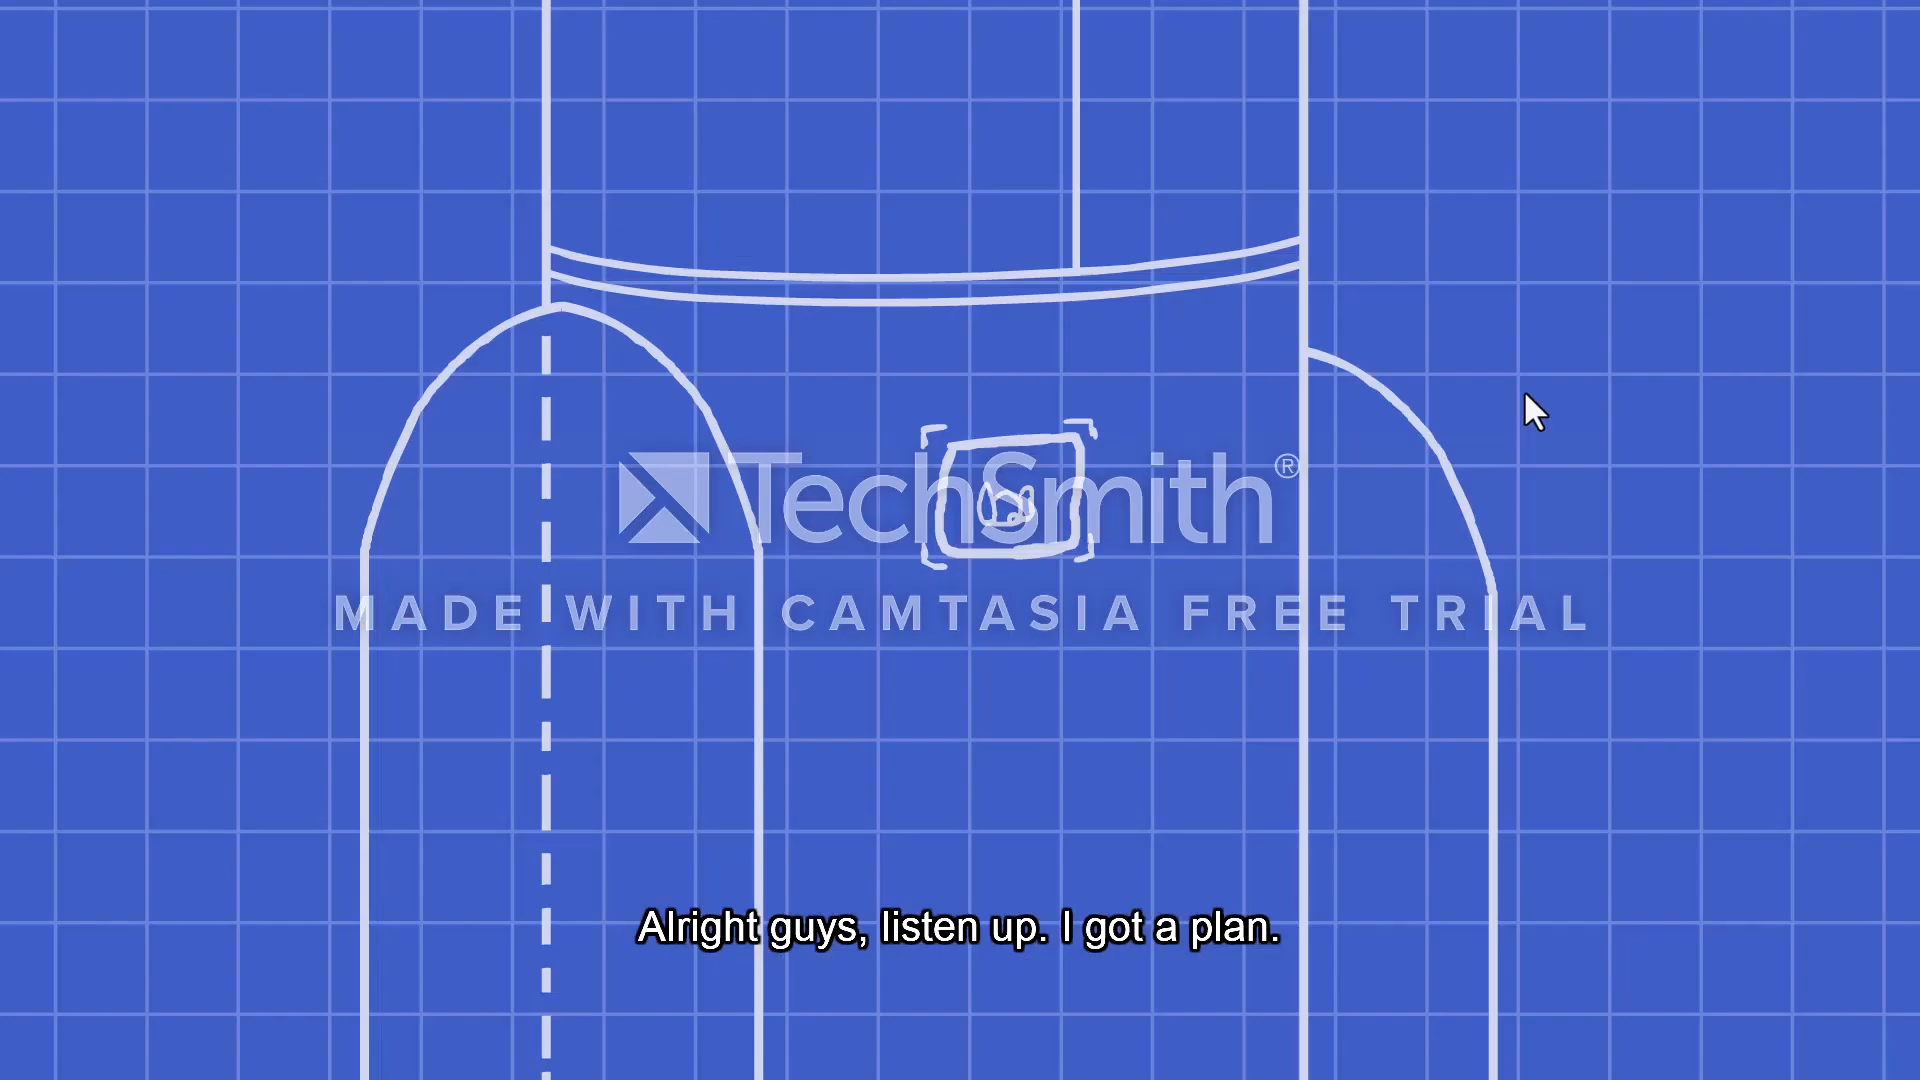 TechSmith®
MADE WITH CAMTASIA FREE TRIAL
Alright guys, listen up. I got a plan.